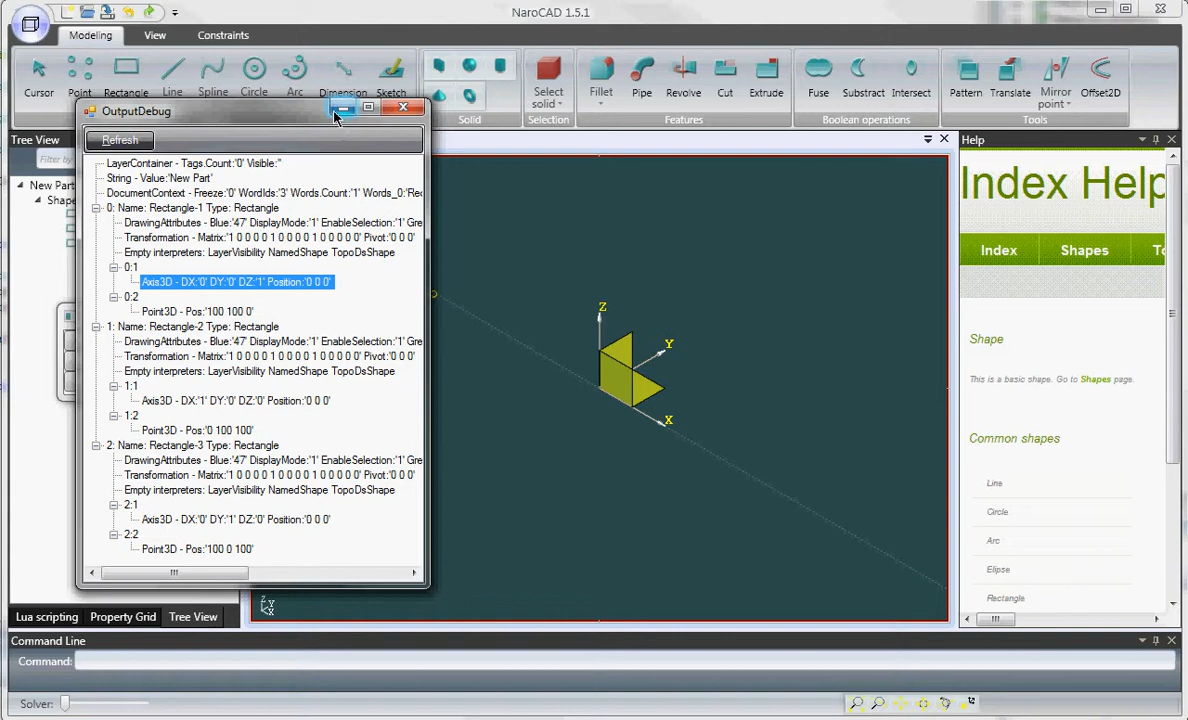 NaroCAD 1.5.1
Modeling View Constraints
Cursor Point Rectangle Line Spline Circle Arc Dimension Sketch
Solid
Select
solid
Selection
Fillet Pipe Revolve Cut Extrude
Features
Fuse Substract Intersect
Boolean operations
Pattern Translate Mirror
point
Offset2D
Tools
Tree View
Filter by
New Part
Shape
OutputDebug
Refresh
LayerContainer - Tags.Count:'0' Visible:''
String - Value:'New Part'
DocumentContext - Freeze:'0' WordIds:'3' Words.Count:'1' Words_0:'Rec
0: Name: Rectangle-1 Type: Rectangle
DrawingAttributes - Blue:'47' DisplayMode:'1' EnableSelection:'1' Gre
Transformation - Matrix:'1 0 0 0 0 1 0 0 0 0 1 0 0 0 0 0' Pivot:'0 0 0'
Empty interpreters: LayerVisibility NamedShape TopoDsShape
0:1
Axis3D - DX:'0' DY:'0' DZ:'1' Position:'0 0 0'
0:2
Point3D - Pos:'100 100 0'
1: Name: Rectangle-2 Type: Rectangle
DrawingAttributes - Blue:'47' DisplayMode:'1' EnableSelection:'1' Gre
Transformation - Matrix:'1 0 0 0 0 1 0 0 0 0 1 0 0 0 0 0' Pivot:'0 0 0'
Empty interpreters: LayerVisibility NamedShape TopoDsShape
1:1
Axis3D - DX:'1' DY:'0' DZ:'0' Position:'0 0 0'
1:2
Point3D - Pos:'0 100 100'
2: Name: Rectangle-3 Type: Rectangle
DrawingAttributes - Blue:'47' DisplayMode:'1' EnableSelection:'1' Gre
Transformation - Matrix:'1 0 0 0 0 1 0 0 0 0 1 0 0 0 0 0' Pivot:'0 0 0'
Empty interpreters: LayerVisibility NamedShape TopoDsShape
2:1
Axis3D - DX:'0' DY:'1' DZ:'0' Position:'0 0 0'
2:2
Point3D - Pos:'100 0 100'
Z
Y
X
Z
Y
X
Help
Index Help
Index Shapes To
Shape
This is a basic shape. Go to Shapes page.
Common shapes
Line
Circle
Arc
Elipse
Rectangle
Lua scripting Property Grid Tree View
Command Line
Command:
Solver: